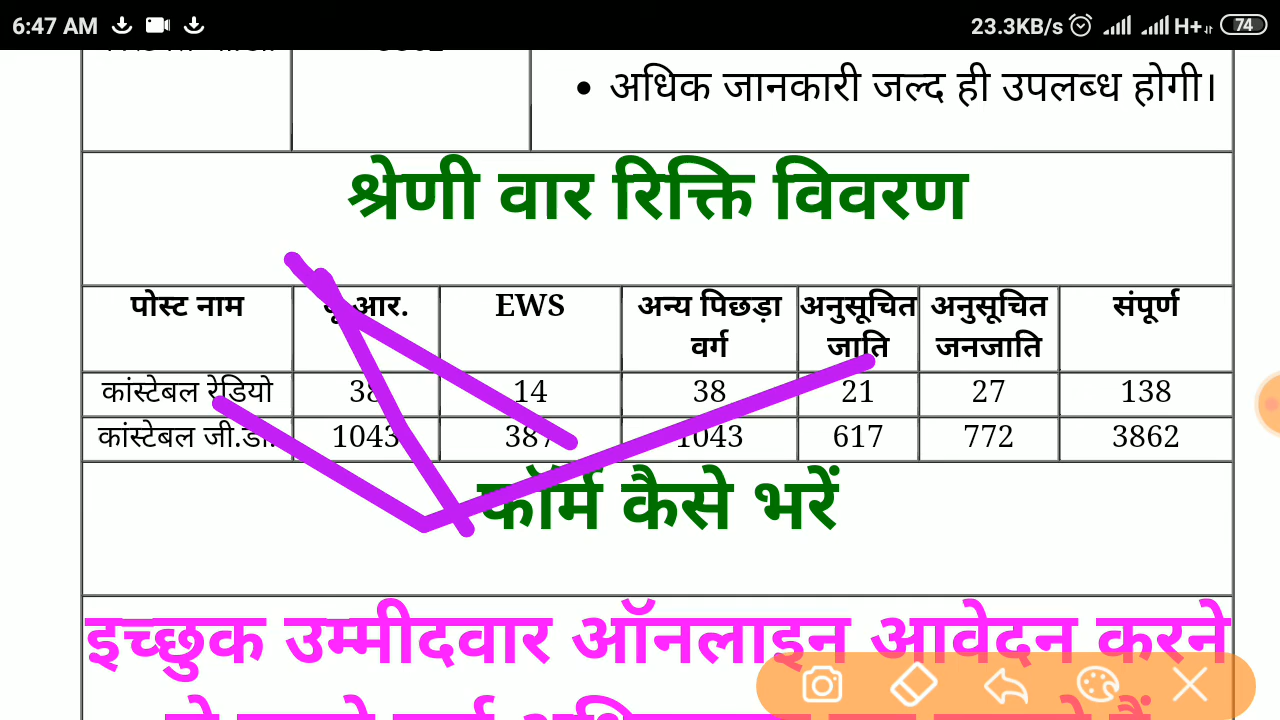 6:47 AM 23.3KB/s H+ 74
अधिक जानकारी जल्द ही उपलब्ध होगी।
श्रेणी वार रिक्ति विवरण
पोस्ट नाम यू.आर. EWS अन्य पिछड़ा वर्ग अनुसूचित जाति अनुसूचित जनजाति संपूर्ण
कांस्टेबल रेडियो 38 14 38 21 27 138
कांस्टेबल जी.डी. 1043 387 1043 617 772 3862
फॉर्म कैसे भरें
इच्छुक उम्मीदवार ऑनलाइन आवेदन करने